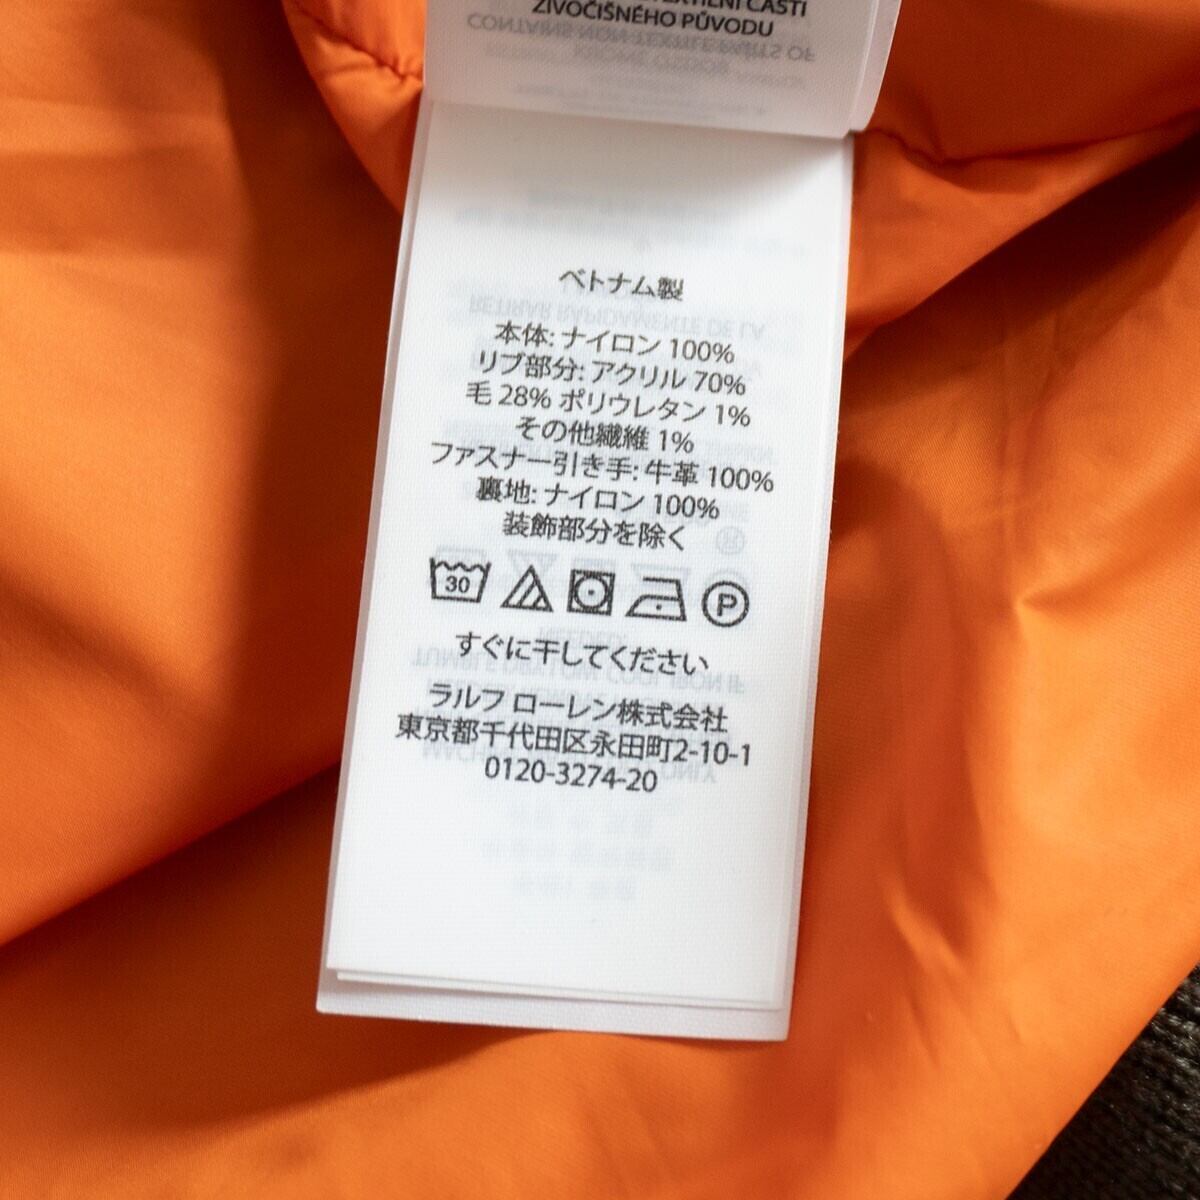 TEXTILNÍ ČÁSTI
ŽIVOČIŠNÉHO PŮVODU
ベトナム製
本体: ナイロン 100%
リブ部分: アクリル 70%
毛 28% ポリウレタン 1%
その他繊維 1%
ファスナー引き手: 牛革 100%
裏地: ナイロン 100%
装飾部分を除く
30
P
すぐに干してください
ラルフ ローレン株式会社
東京都千代田区永田町2-10-1
0120-3274-20